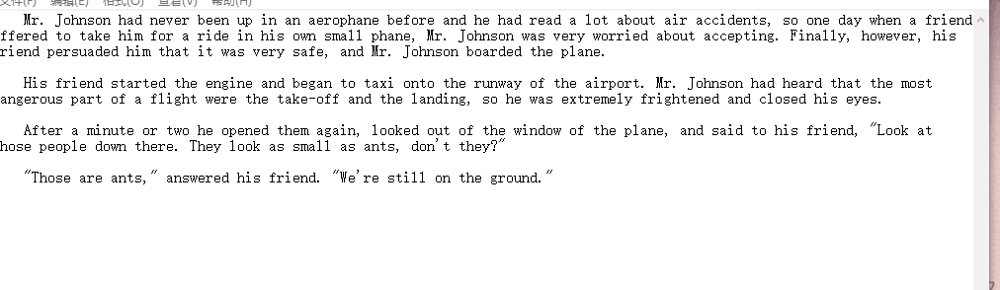 文件(F) 编辑(E) 格式(O) 查看(V) 帮助(H)
Mr. Johnson had never been up in an aerophane before and he had read a lot about air accidents, so one day when a friend
ffered to take him for a ride in his own small phane, Mr. Johnson was very worried about accepting. Finally, however, his
riend persuaded him that it was very safe, and Mr. Johnson boarded the plane.
His friend started the engine and began to taxi onto the runway of the airport. Mr. Johnson had heard that the most
angerous part of a flight were the take-off and the landing, so he was extremely frightened and closed his eyes.
After a minute or two he opened them again, looked out of the window of the plane, and said to his friend, "Look at
hose people down there. They look as small as ants, don't they?"
"Those are ants," answered his friend. "We're still on the ground."